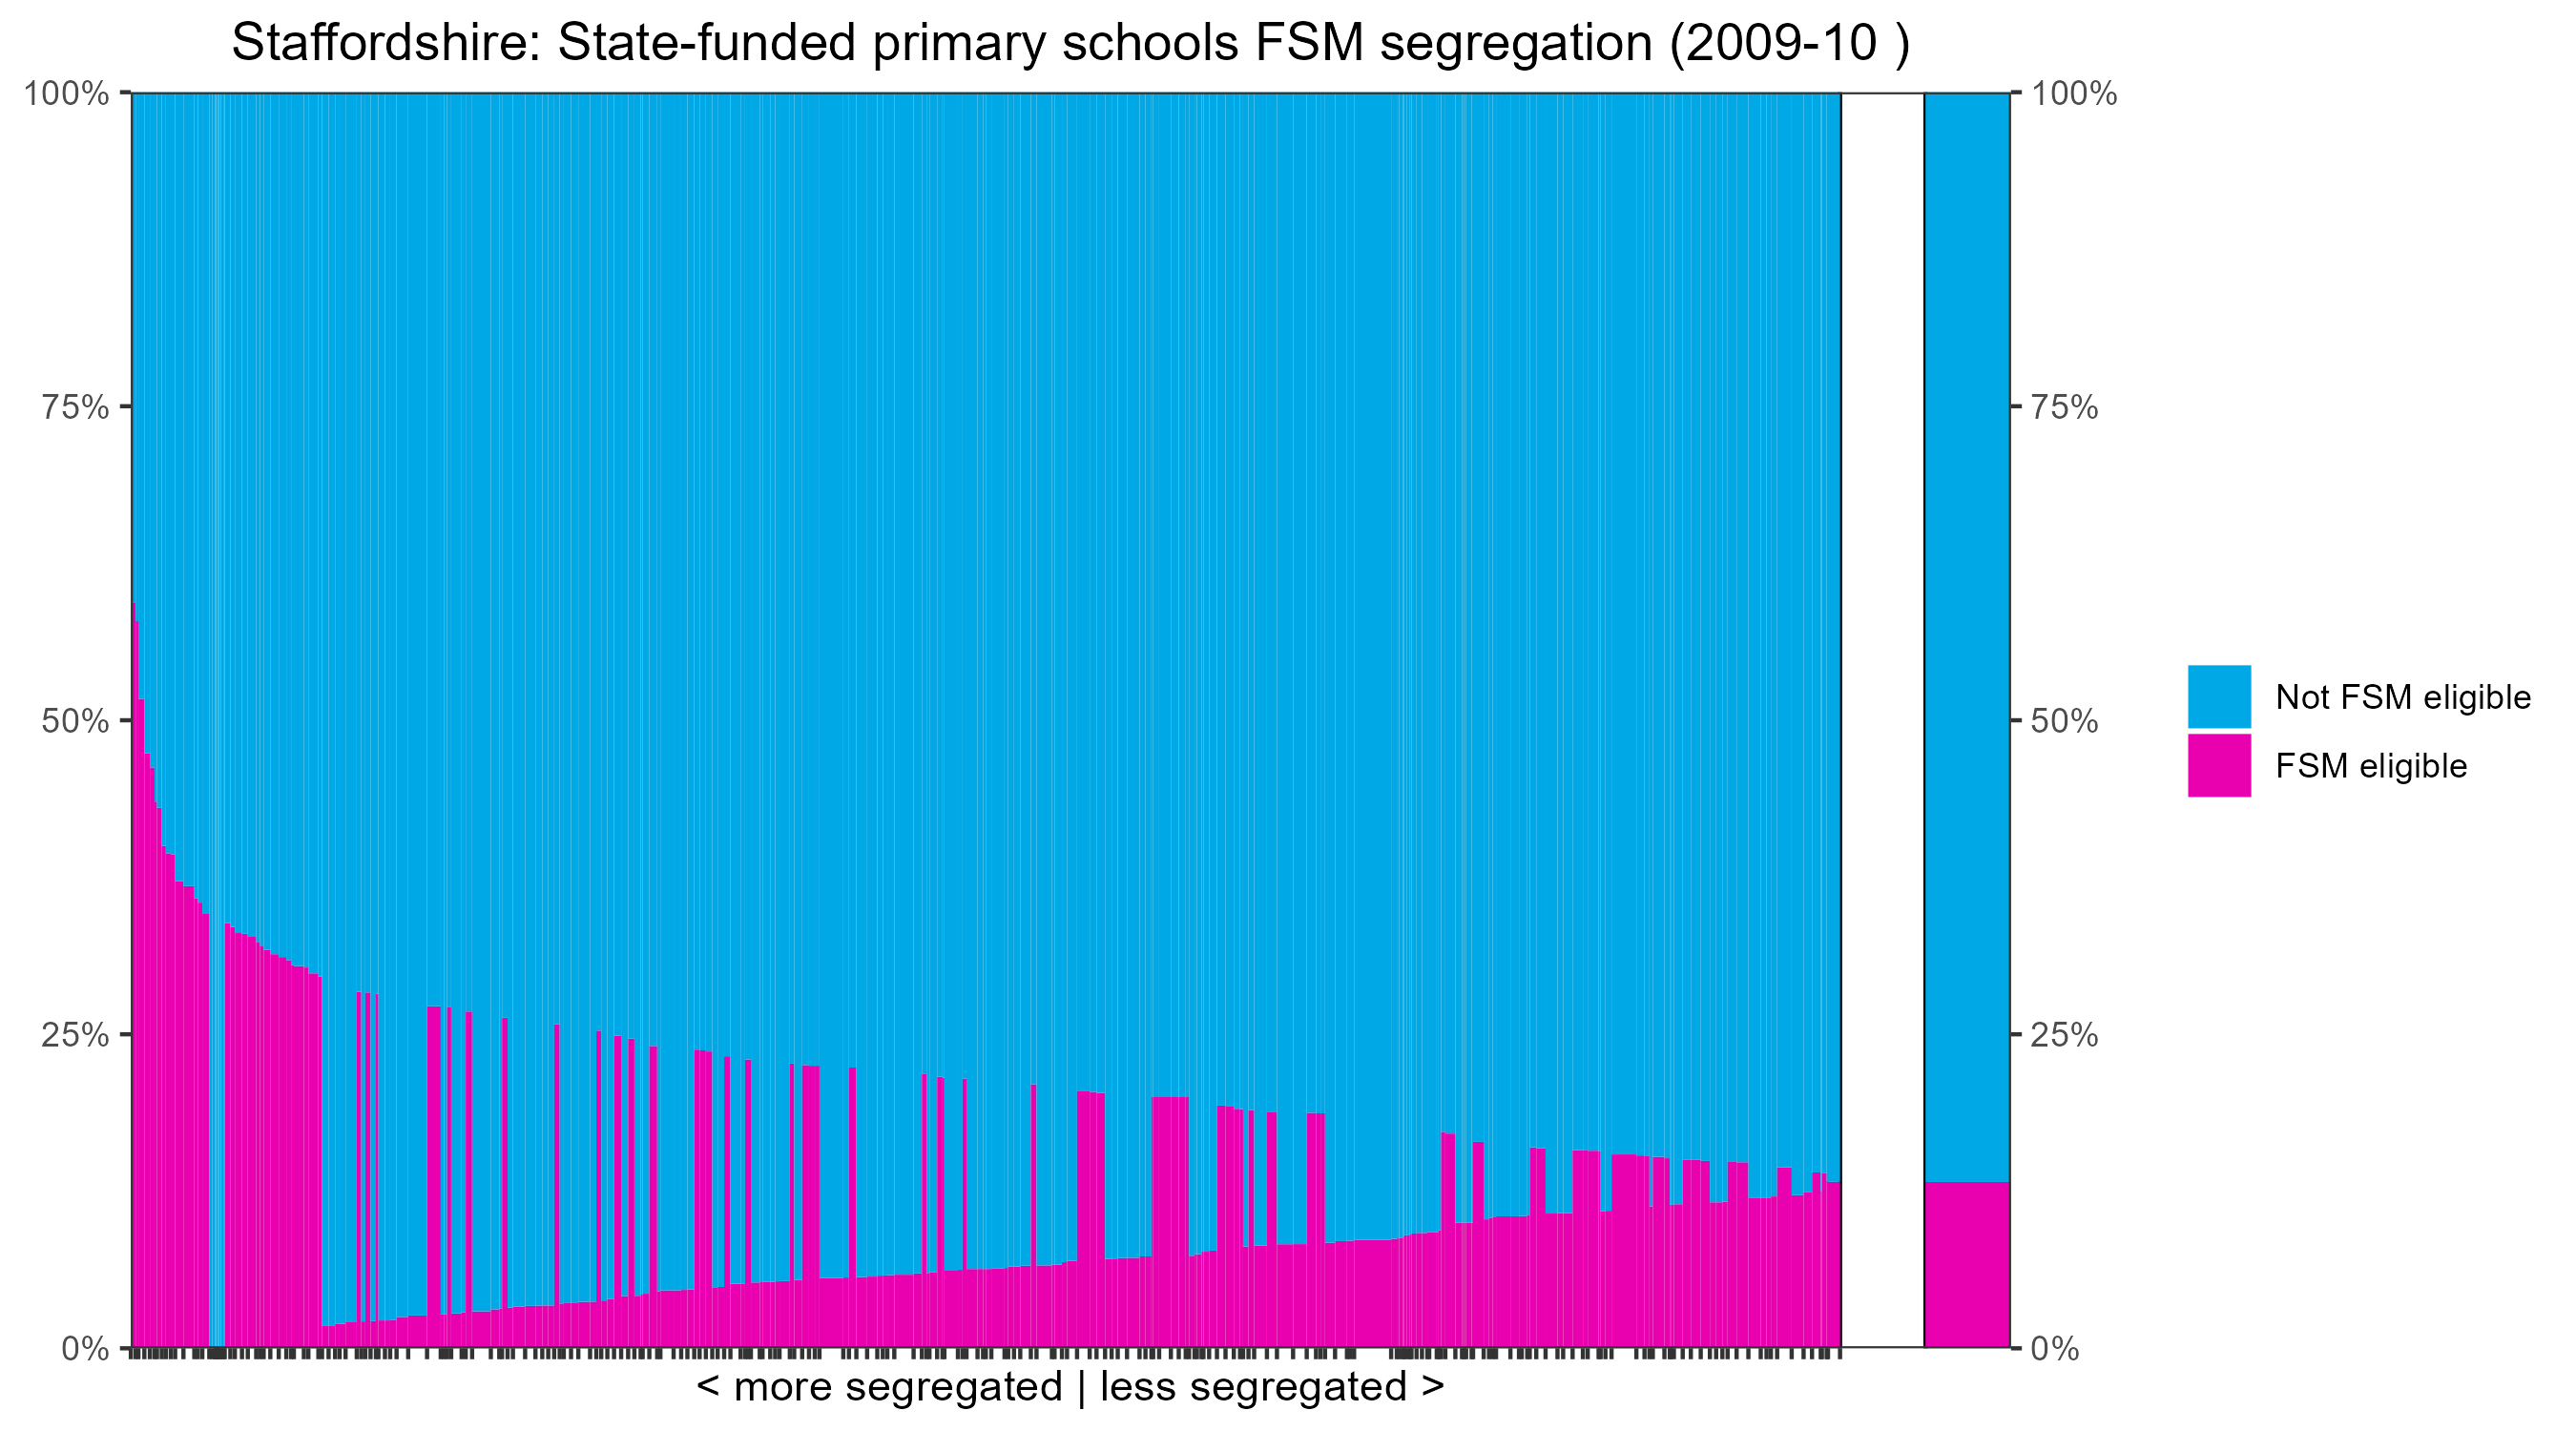 Staffordshire: State-funded primary schools FSM segregation (2009-10 )
100%
75%
50%
25%
0%
100%
75%
50%
25%
0%
Not FSM eligible
FSM eligible
< more segregated | less segregated >